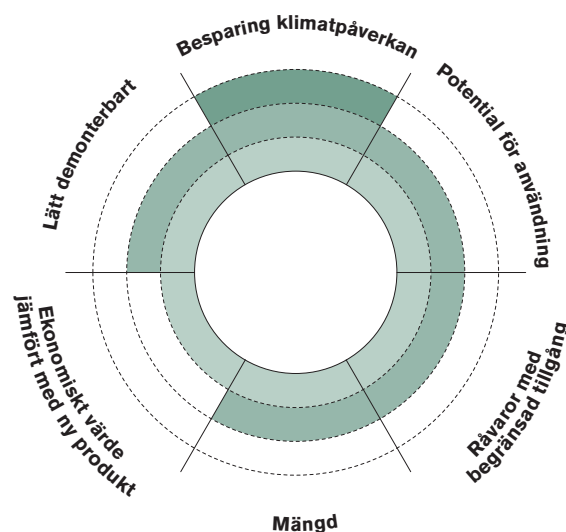 Besparing klimatpåverkan
Potential för användning
Råvaror med
begränsad tillgång
Mängd
Ekonomiskt värde
jämfört med ny produkt
Lätt demonterbart